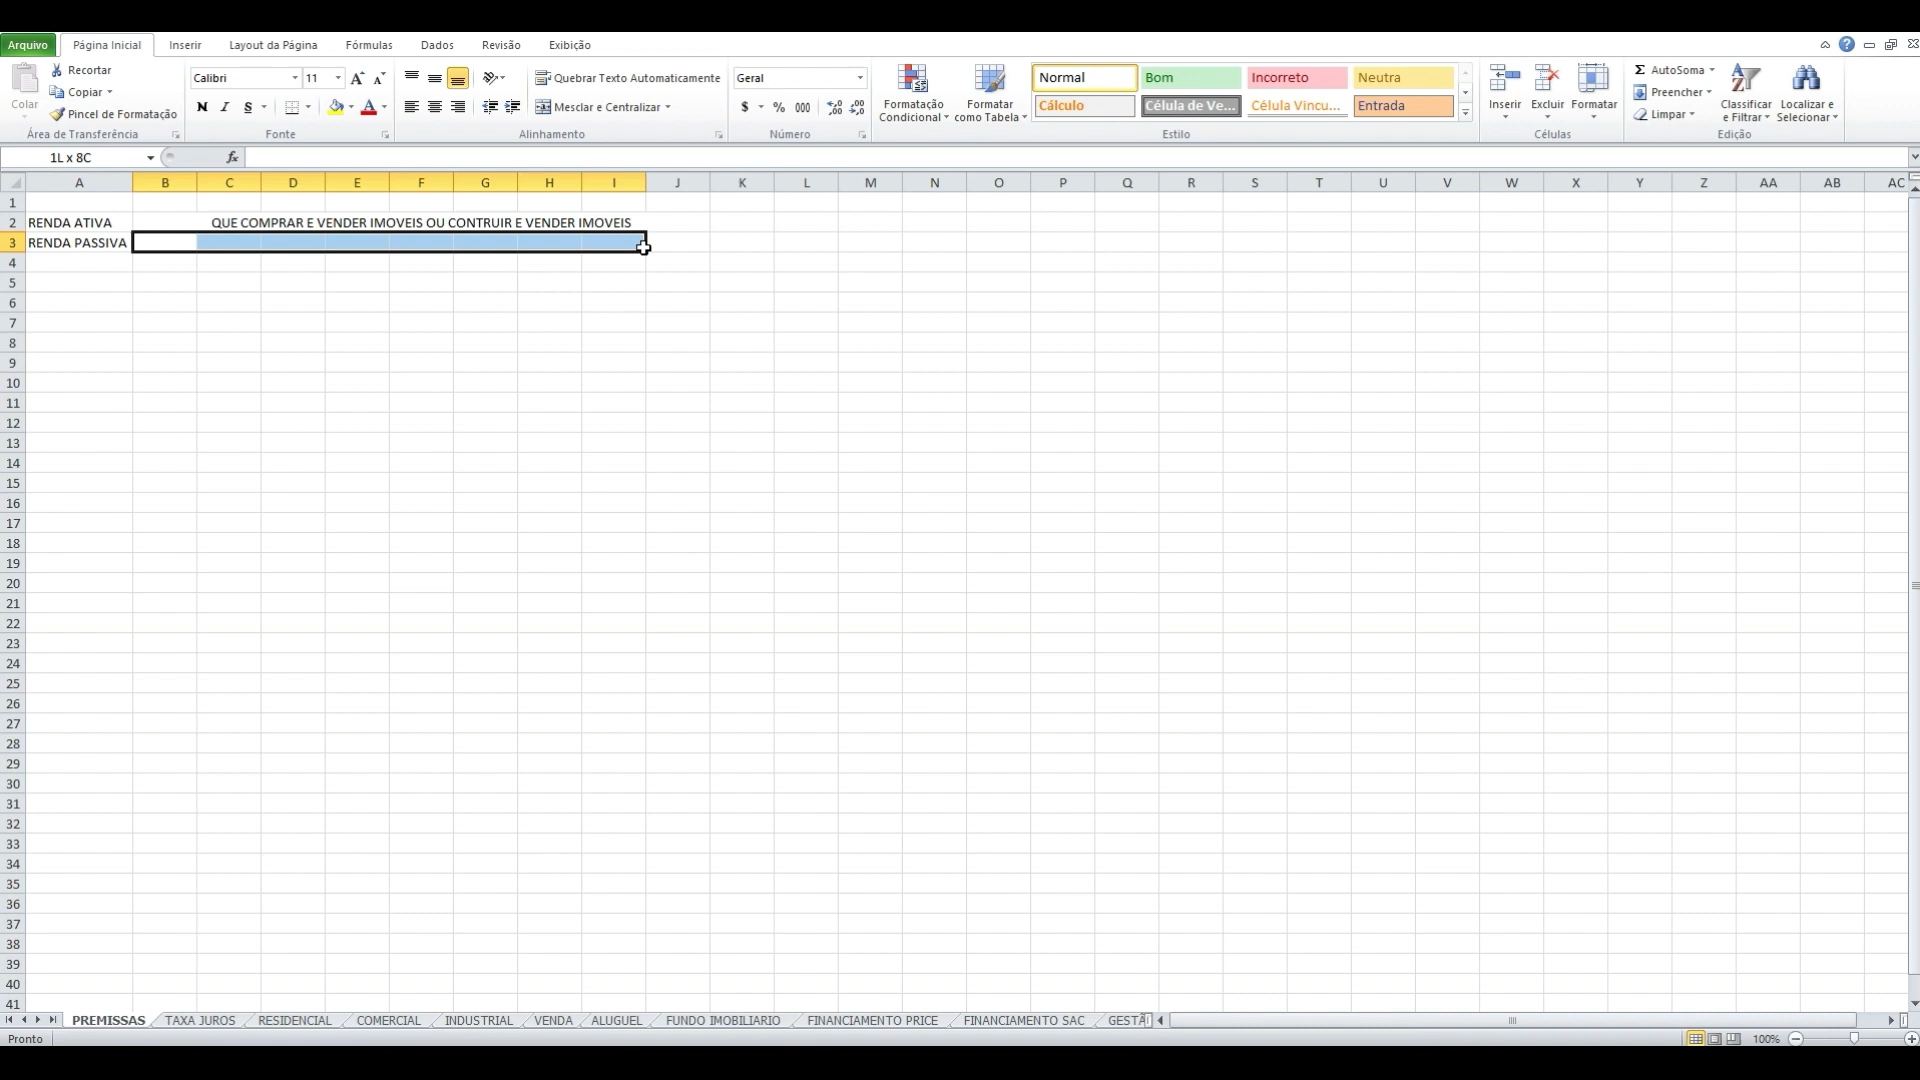 Arquivo Página Inicial Inserir Layout da Página Fórmulas Dados Revisão Exibição
Colar
Recortar
Copiar
Pincel de Formatação
Área de Transferência
Calibri 11
N I S
Fonte
Quebrar Texto Automaticamente
Mesclar e Centralizar
Alinhamento
Geral
$ % 000
Número
Formatação Condicional
Formatar como Tabela
Normal Bom Incorreto Neutra
Cálculo Célula de Ve... Célula Vincu... Entrada
Estilo
Inserir Excluir Formatar
Células
Σ AutoSoma
Preencher
Limpar
Classificar e Filtrar
Localizar e Selecionar
Edição
1L x 8C fx
A B C D E F G H I J K L M N O P Q R S T U V W X Y Z AA AB AC
1
2 RENDA ATIVA QUE COMPRAR E VENDER IMOVEIS OU CONTRUIR E VENDER IMOVEIS
3 RENDA PASSIVA
4
5
6
7
8
9
10
11
12
13
14
15
16
17
18
19
20
21
22
23
24
25
26
27
28
29
30
31
32
33
34
35
36
37
38
39
40
41
PREMISSAS TAXA JUROS RESIDENCIAL COMERCIAL INDUSTRIAL VENDA ALUGUEL FUNDO IMOBILIARIO FINANCIAMENTO PRICE FINANCIAMENTO SAC GESTÃ
Pronto 100%